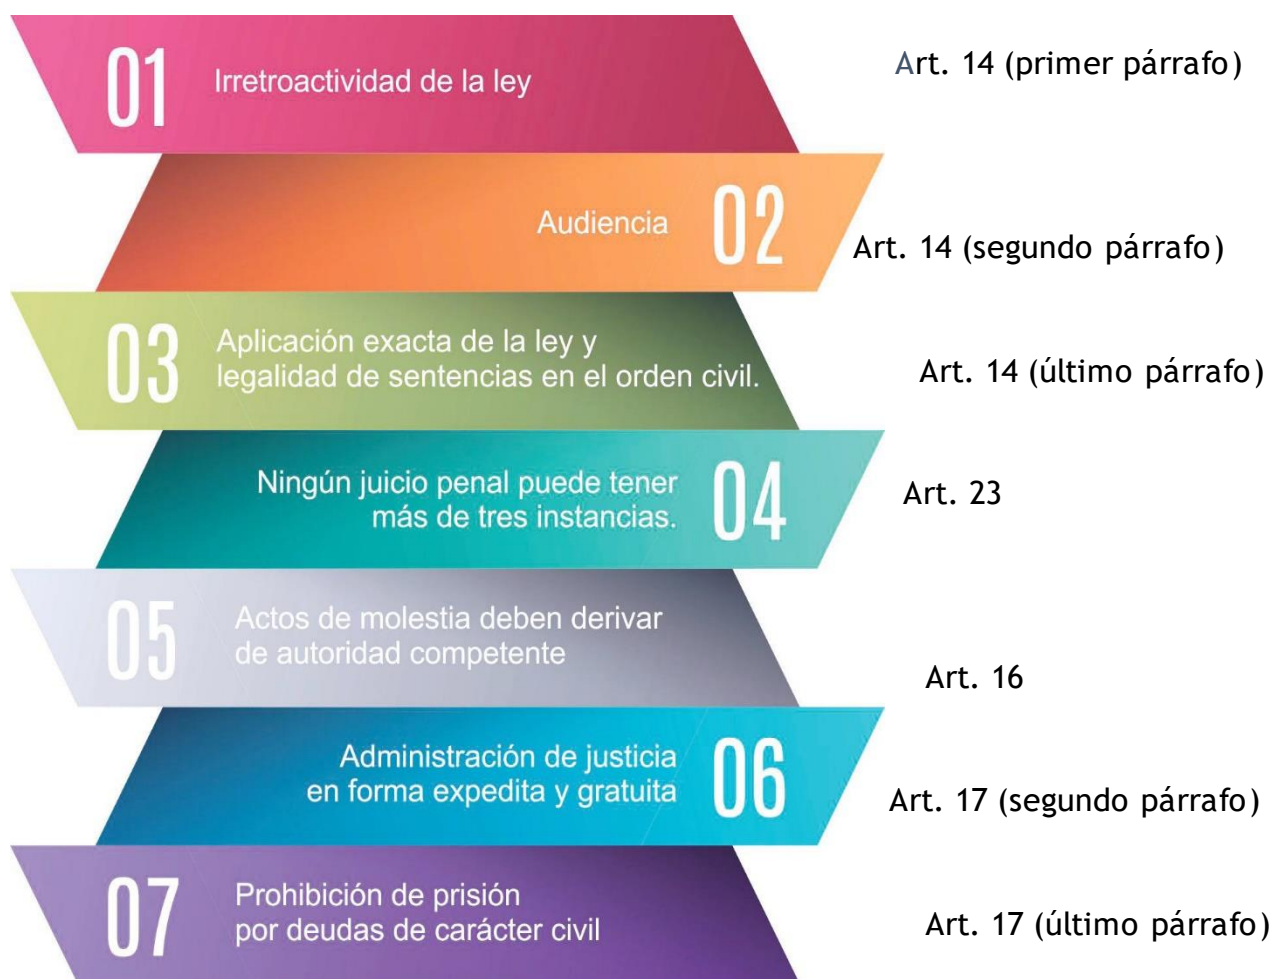 01
Irretroactividad de la ley
Art. 14 (primer párrafo)
Audiencia
02
Art. 14 (segundo párrafo)
03
Aplicación exacta de la ley y
legalidad de sentencias en el orden civil.
Art. 14 (último párrafo)
Ningún juicio penal puede tener
más de tres instancias.
04
Art. 23
05
Actos de molestia deben derivar
de autoridad competente
Art. 16
Administración de justicia
en forma expedita y gratuita
06
Art. 17 (segundo párrafo)
07
Prohibición de prisión
por deudas de carácter civil
Art. 17 (último párrafo)